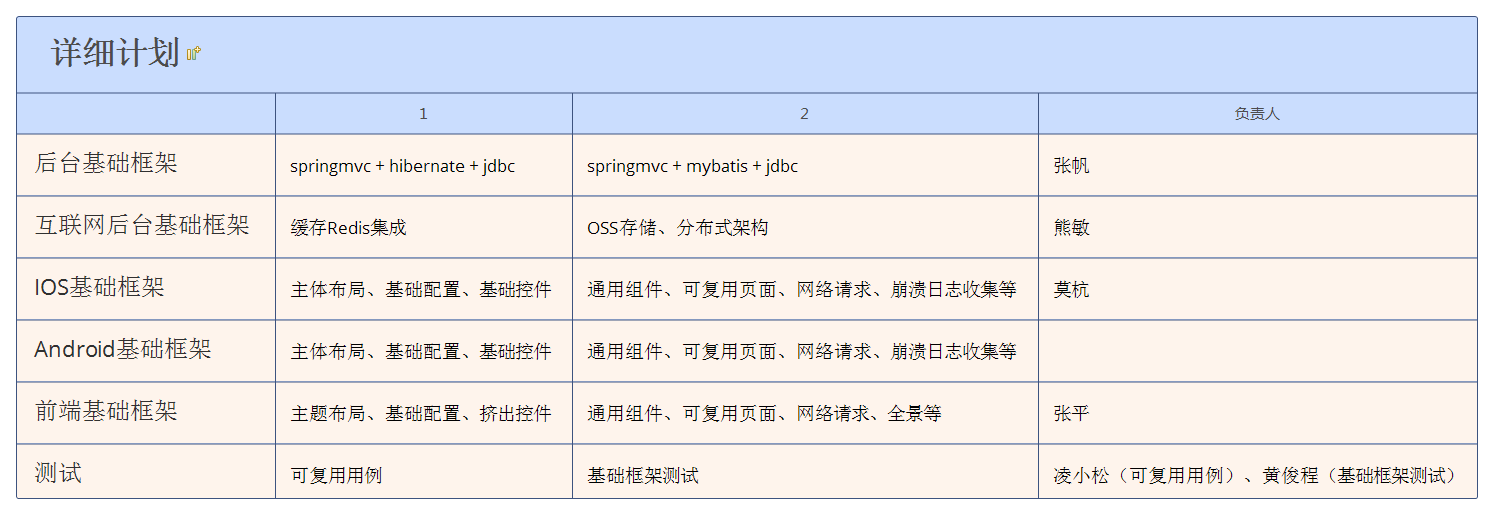 详细计划
1 2 负责人
后台基础框架 springmvc + hibernate + jdbc springmvc + mybatis + jdbc 张帆
互联网后台基础框架 缓存Redis集成 OSS存储、分布式架构 熊敏
IOS基础框架 主体布局、基础配置、基础控件 通用组件、可复用页面、网络请求、崩溃日志收集等 莫杭
Android基础框架 主体布局、基础配置、基础控件 通用组件、可复用页面、网络请求、崩溃日志收集等
前端基础框架 主题布局、基础配置、挤出控件 通用组件、可复用页面、网络请求、全景等 张平
测试 可复用用例 基础框架测试 凌小松（可复用用例）、黄俊程（基础框架测试）